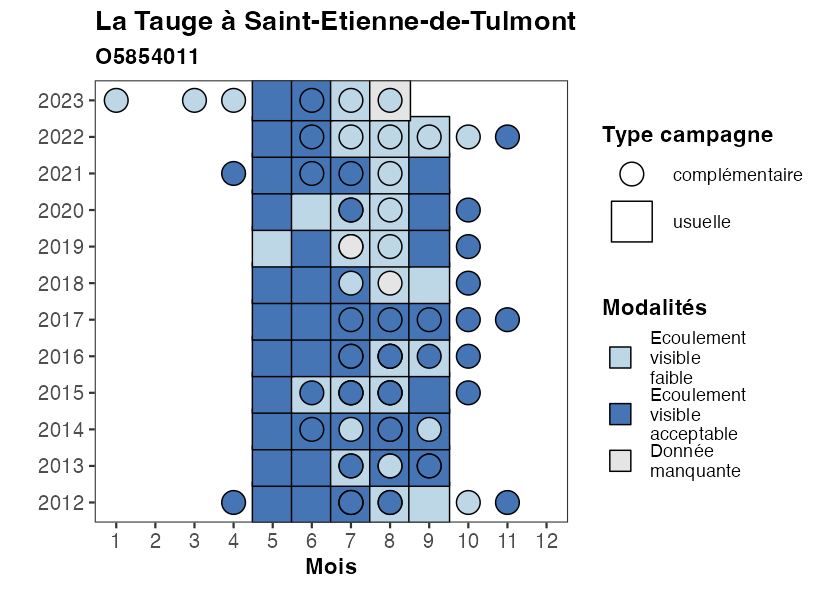 La Tauge à Saint-Etienne-de-Tulmont
O5854011
2023
2022
2021
2020
2019
2018
2017
2016
2015
2014
2013
2012
1 2 3 4 5 6 7 8 9 10 11 12
Mois
Type campagne
complémentaire
usuelle
Modalités
Ecoulement
visible
faible
Ecoulement
visible
acceptable
Donnée
manquante